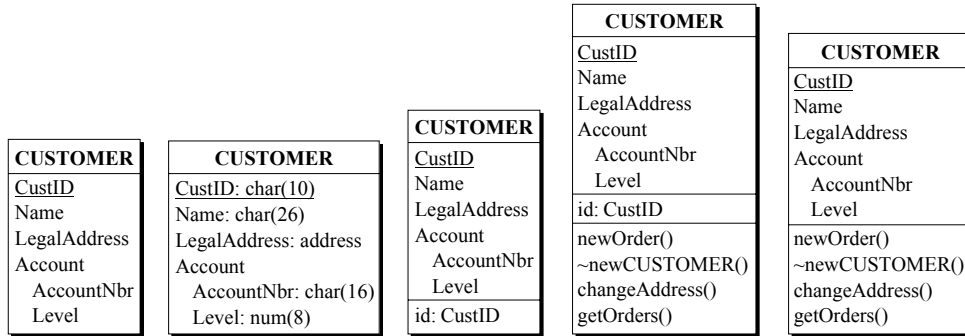 CUSTOMER
CustID
Name
LegalAddress
Account
AccountNbr
Level
CUSTOMER
CustID: char(10)
Name: char(26)
LegalAddress: address
Account
AccountNbr: char(16)
Level: num(8)
CUSTOMER
CustID
Name
LegalAddress
Account
AccountNbr
Level
id: CustID
CUSTOMER
CustID
Name
LegalAddress
Account
AccountNbr
Level
id: CustID
newOrder()
~newCUSTOMER()
changeAddress()
getOrders()
CUSTOMER
CustID
Name
LegalAddress
Account
AccountNbr
Level
newOrder()
~newCUSTOMER()
changeAddress()
getOrders()